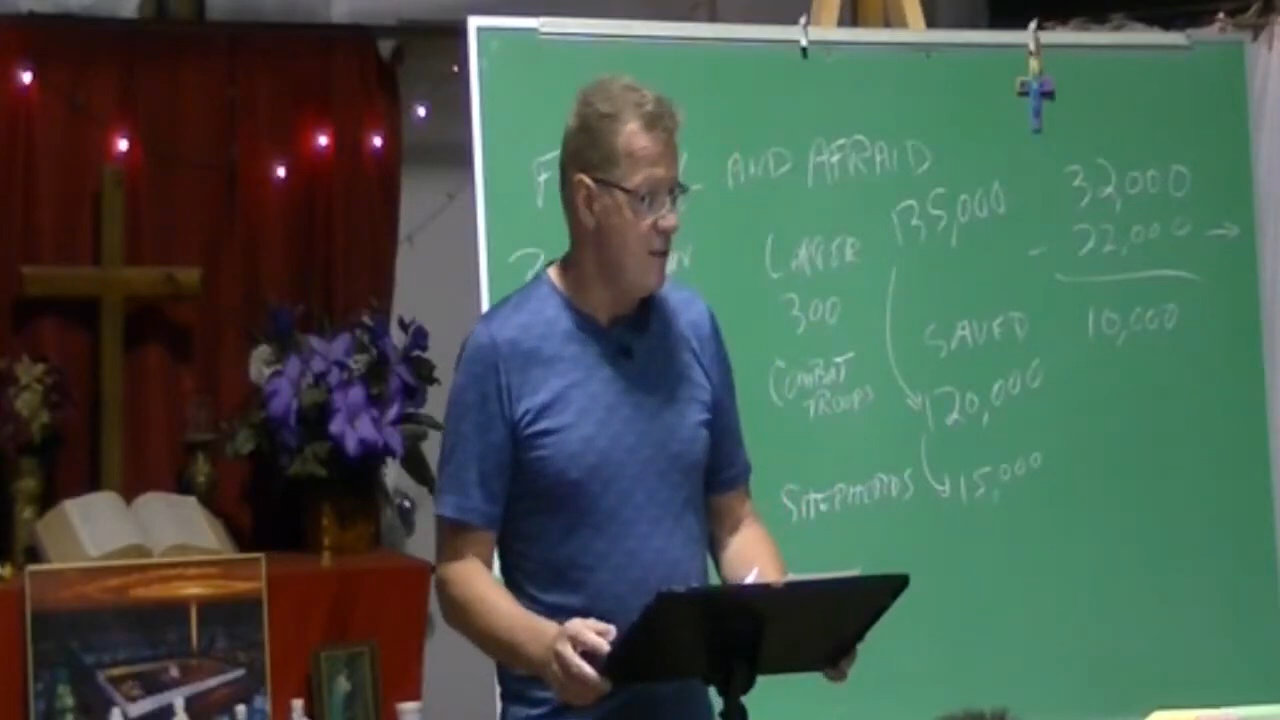 AND AFRAID
135,000
32,000
- 22,000 →
10,000
300
SAVED
COMBAT
TROOPS
120,000
SHEPHERDS
15,000